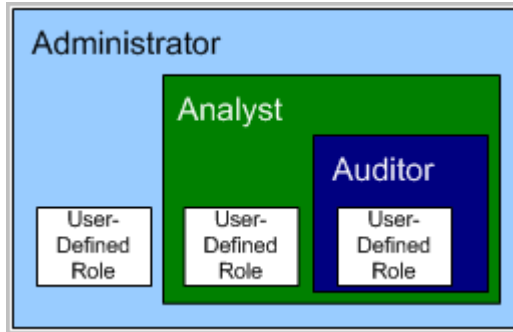 Administrator
Analyst
Auditor
User-
Defined
Role
User-
Defined
Role
User-
Defined
Role